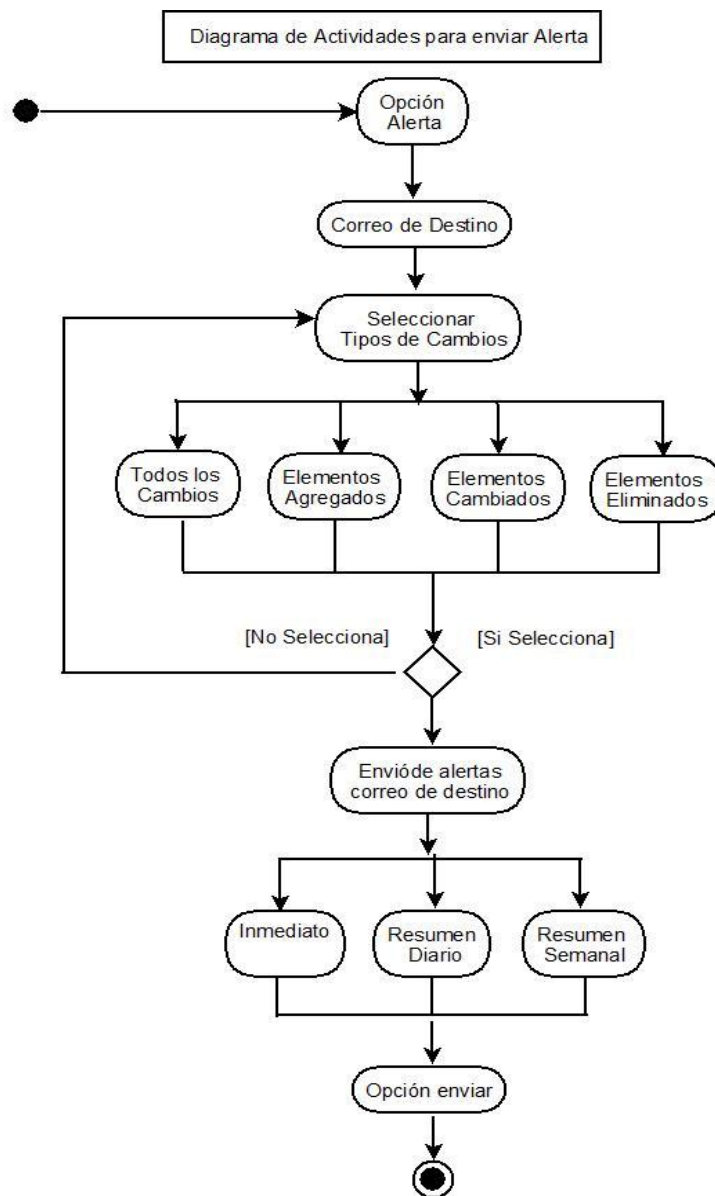 Diagrama de Actividades para enviar Alerta
Opción
Alerta
Correo de Destino
Seleccionar
Tipos de Cambios
Todos los
Cambios
Elementos
Agregados
Elementos
Cambiados
Elementos
Eliminados
[No Selecciona]
[Si Selecciona]
Envióde alertas
correo de destino
Inmediato
Resumen
Diario
Resumen
Semanal
Opción enviar